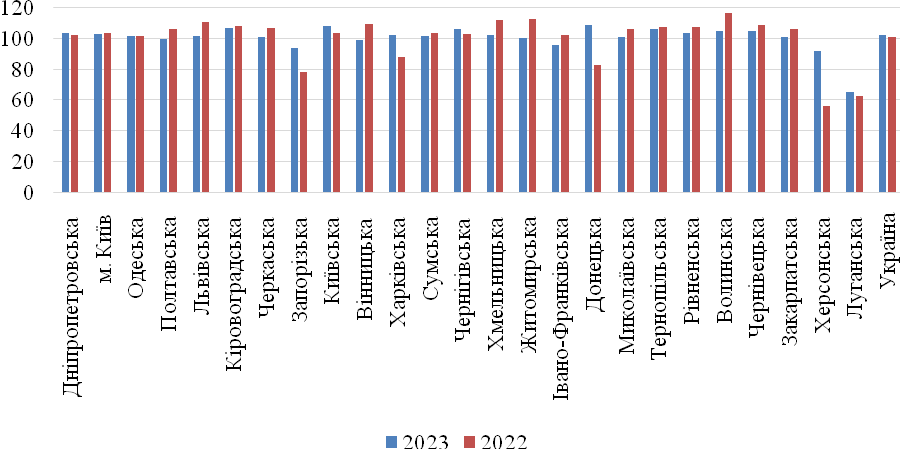 120
100
80
60
40
20
0
Дніпропетровська
м. Київ
Одеська
Полтавська
Львівська
Кіровоградська
Черкаська
Запорізька
Київська
Вінницька
Харківська
Сумська
Чернігівська
Хмельницька
Житомирська
Івано-Франківська
Донецька
Миколаївська
Тернопільська
Рівненська
Волинська
Чернівецька
Закарпатська
Херсонська
Луганська
Україна
2023 2022